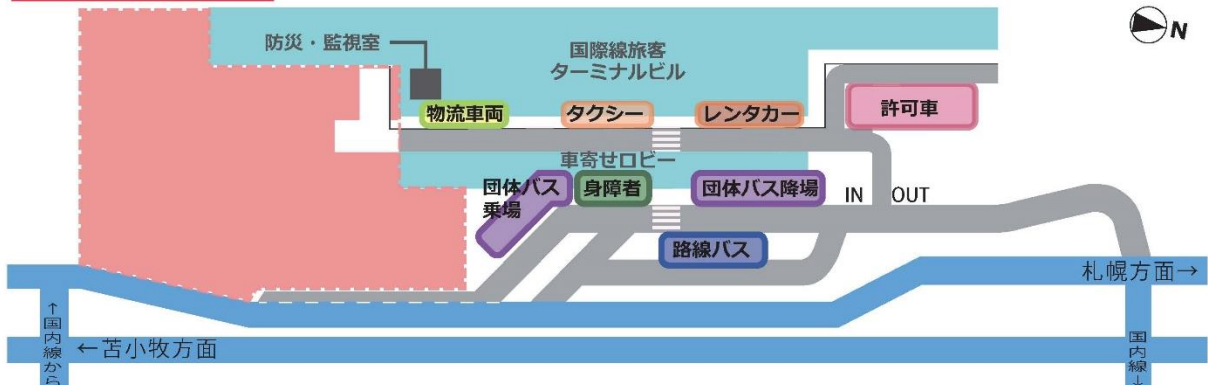 N
防災・監視室
国際線旅客
ターミナルビル
物流車両
タクシー
レンタカー
許可車
車寄せロビー
団体バス
乗場
身障者
団体バス降場
IN
OUT
路線バス
札幌方面→
↑国内線から
←苫小牧方面
国内線↓